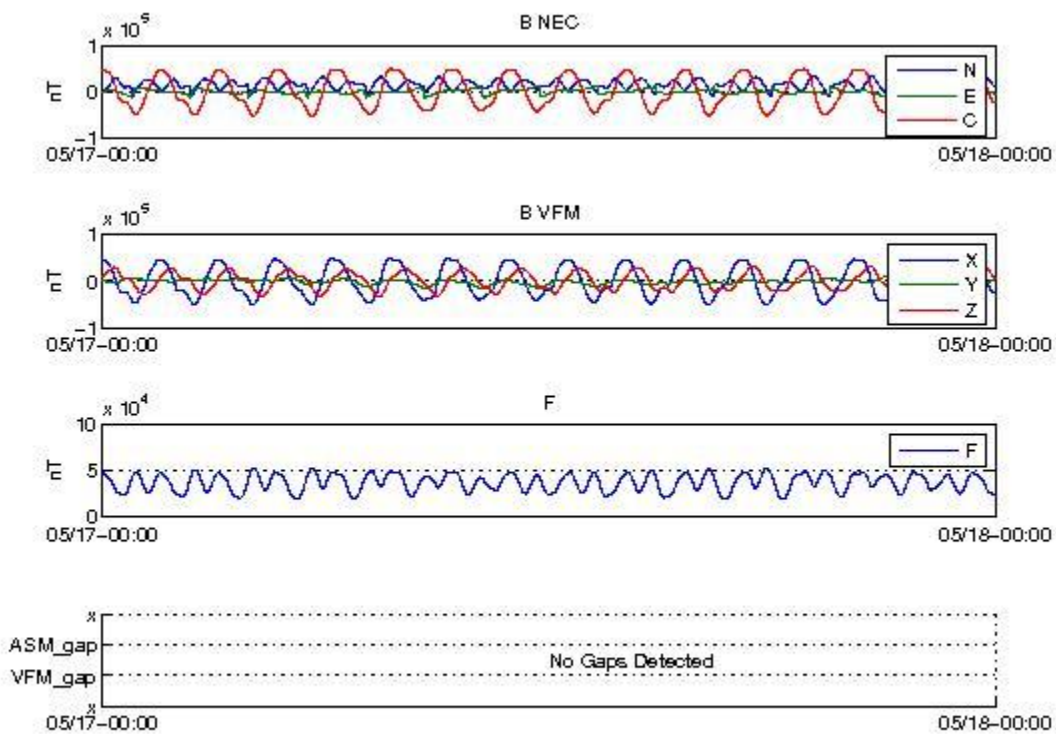 B NEC
x 10^5
1
0
-1
nT
N
E
C
05/17-00:00
05/18-00:00
B VFM
x 10^5
1
0
-1
nT
X
Y
Z
05/17-00:00
05/18-00:00
F
x 10^4
10
5
0
nT
F
05/17-00:00
05/18-00:00
x
ASM_gap
VFM_gap
x
No Gaps Detected
05/17-00:00
05/18-00:00